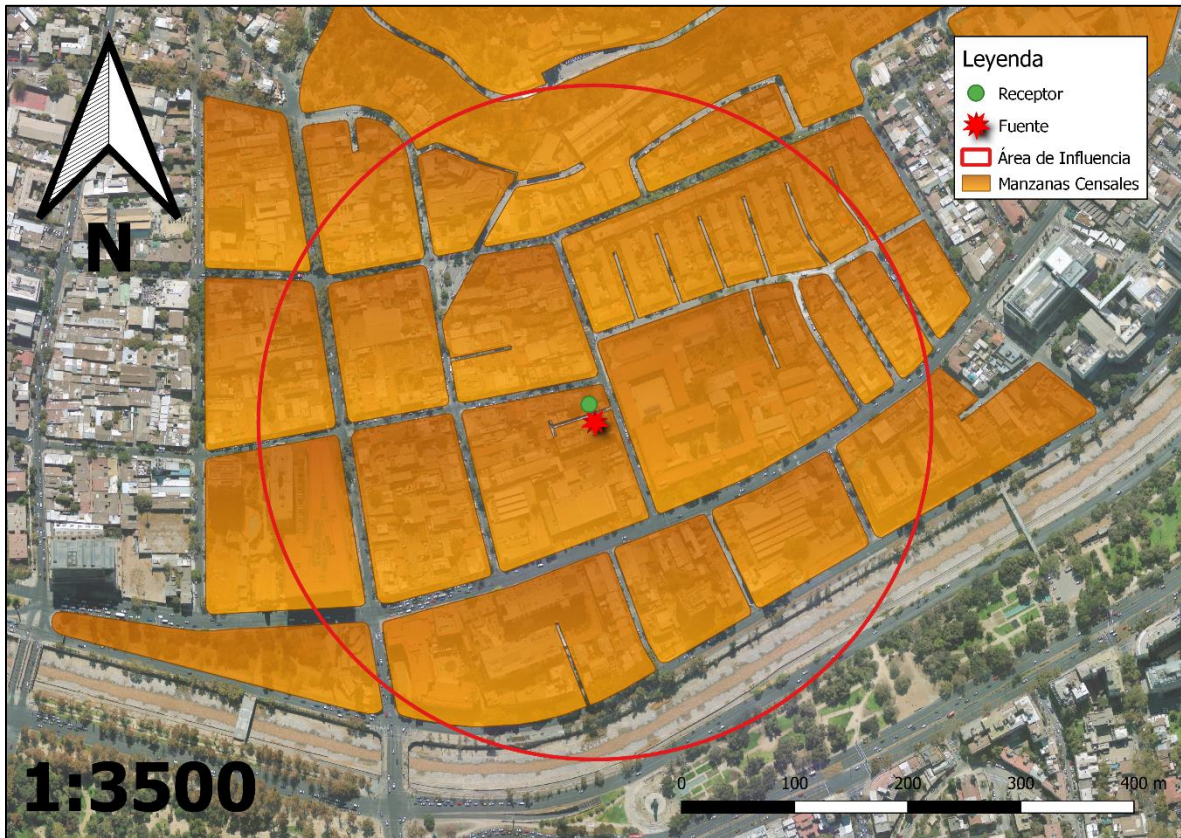 N
Leyenda
Receptor
Fuente
Área de Influencia
Manzanas Censales
1:3500
0 100 200 300 400 m